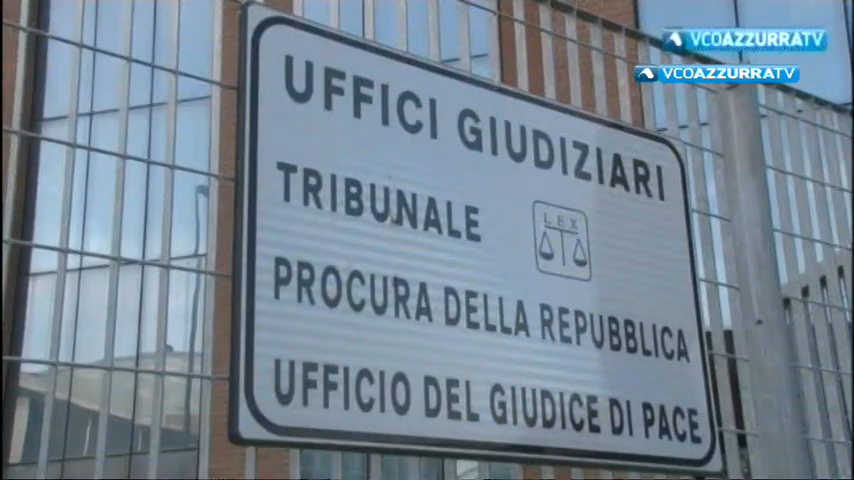 VCOAZZURRATV
VCOAZZURRATV
UFFICI GIUDIZIARI
TRIBUNALE
LEX
PROCURA DELLA REPUBBLICA
UFFICIO DEL GIUDICE DI PACE